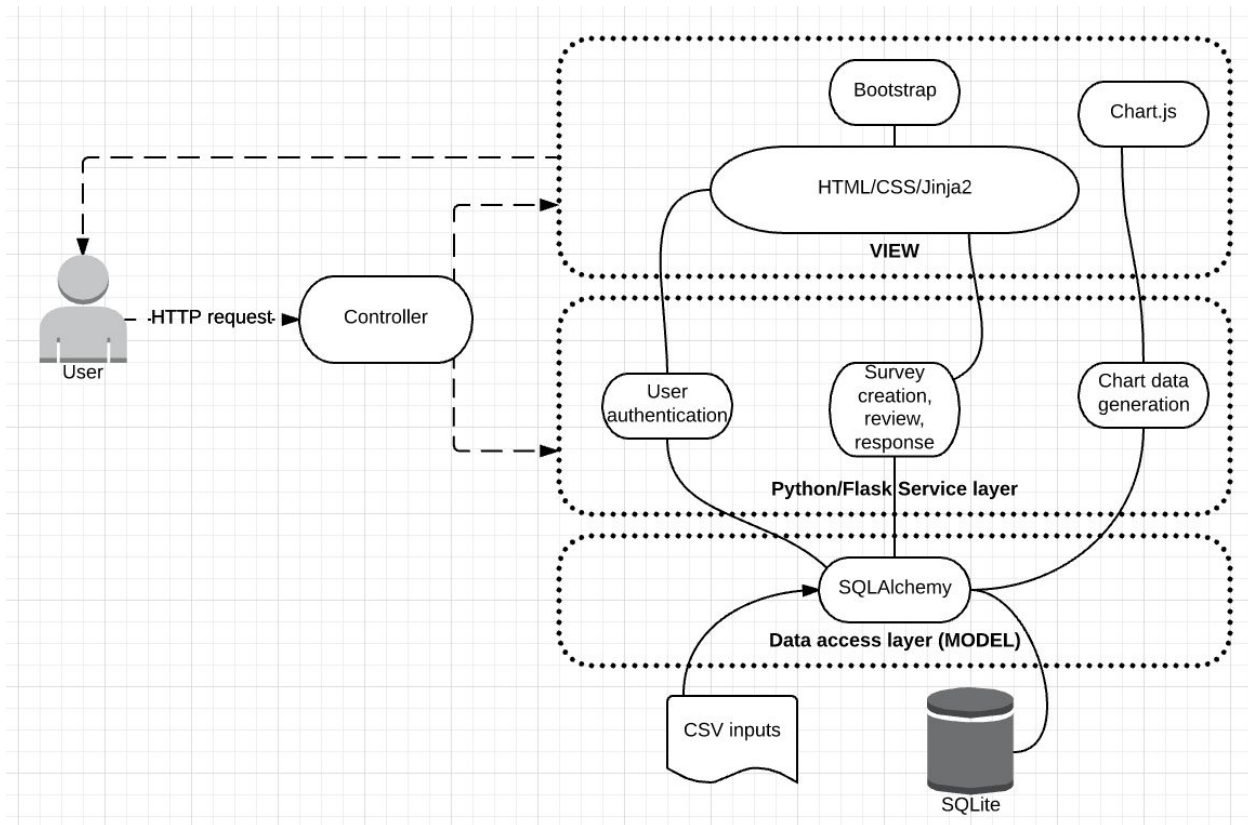 Bootstrap
Chart.js
HTML/CSS/Jinja2
VIEW
HTTP request
Controller
User
User
authentication
Survey
creation,
review,
response
Chart data
generation
Python/Flask Service layer
SQLAlchemy
Data access layer (MODEL)
CSV inputs
SQLite